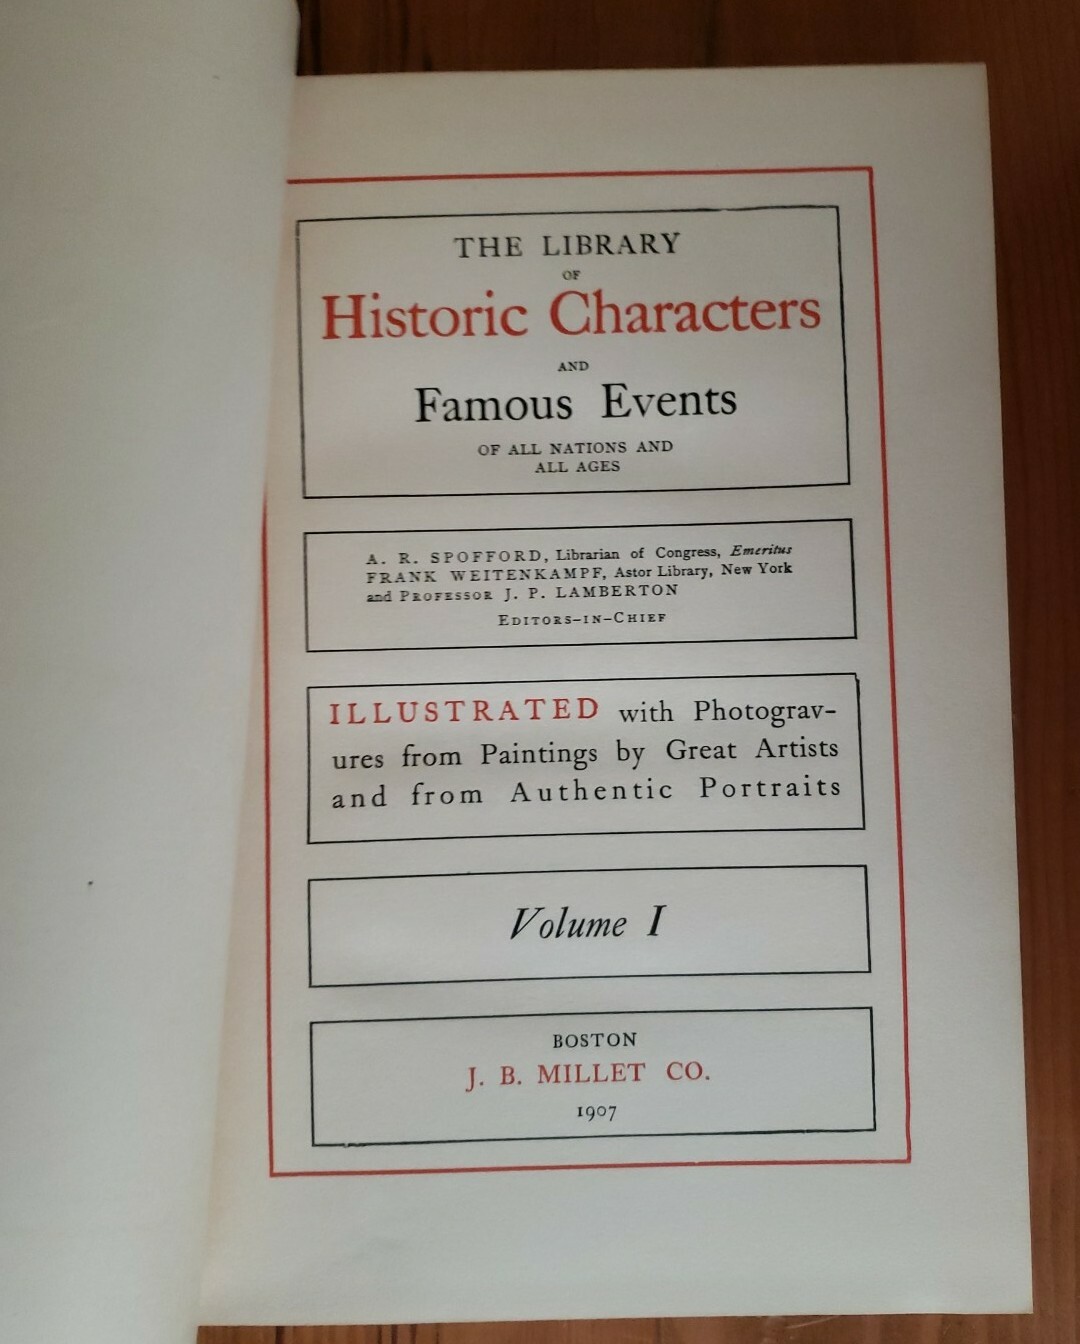 THE LIBRARY
OF
Historic Characters
AND
Famous Events
OF ALL NATIONS AND
ALL AGES
A. R. SPOFFORD, Librarian of Congress, Emeritus
FRANK WEITENKAMPF, Astor Library, New York
and PROFESSOR J. P. LAMBERTON
EDITORS-IN-CHIEF
ILLUSTRATED with Photograv-
ures from Paintings by Great Artists
and from Authentic Portraits
Volume I
BOSTON
J. B. MILLET CO.
1907